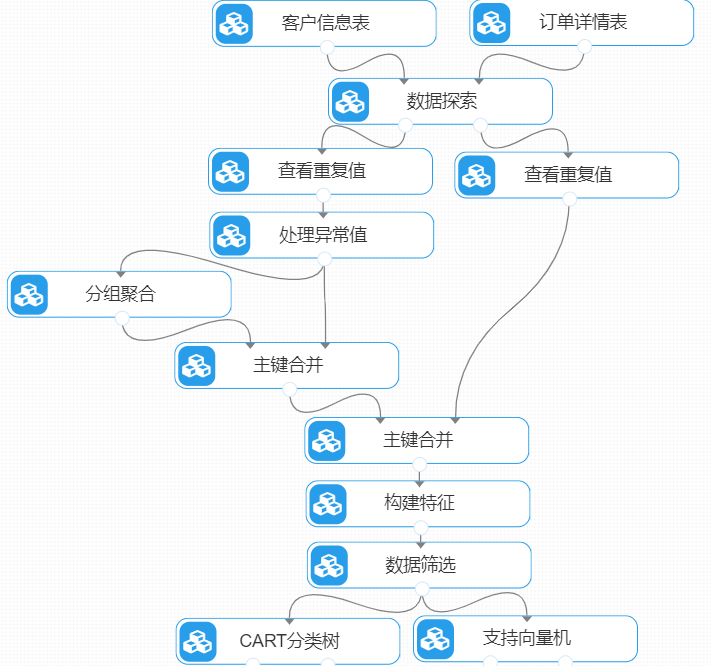 客户信息表
订单详情表
数据探索
查看重复值
查看重复值
处理异常值
分组聚合
主键合并
主键合并
构建特征
数据筛选
CART分类树
支持向量机